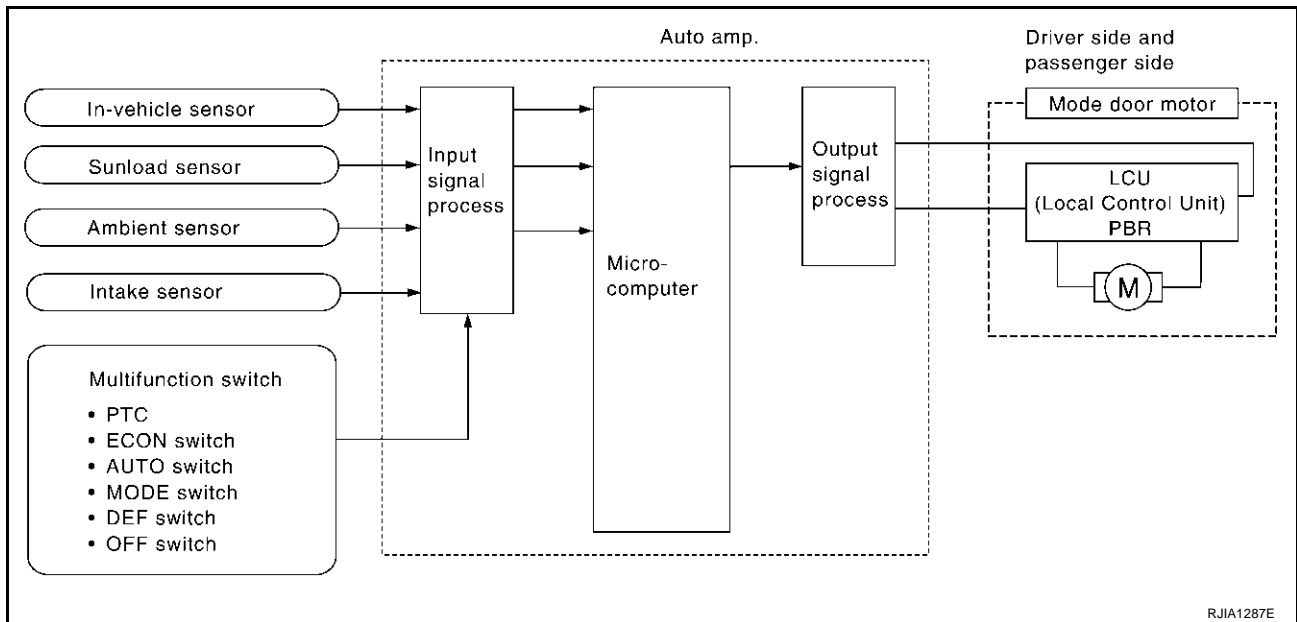 Auto amp.
Driver side and
passenger side
Mode door motor
In-vehicle sensor
Sunload sensor
Ambient sensor
Intake sensor
Input
signal
process
Micro-
computer
Output
signal
process
LCU
(Local Control Unit)
PBR
M
Multifunction switch
• PTC
• ECON switch
• AUTO switch
• MODE switch
• DEF switch
• OFF switch
RJIA1287E